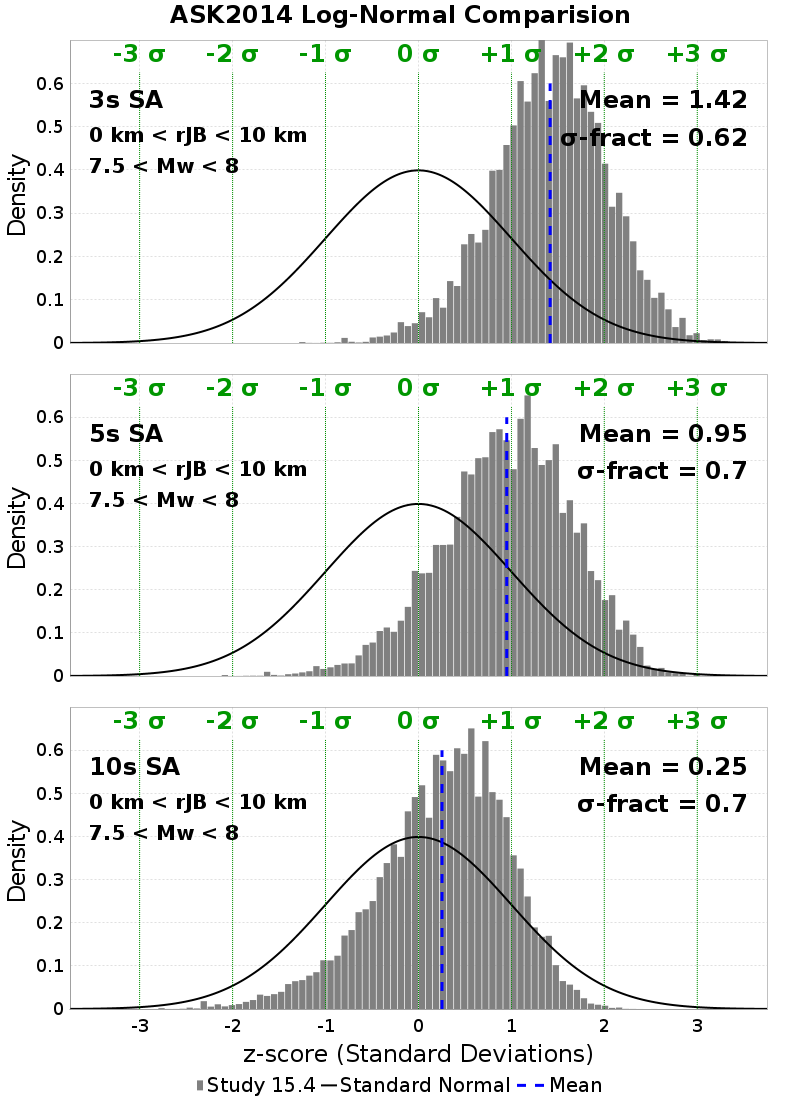 ASK2014 Log-Normal Comparision
-3 σ -2 σ -1 σ 0 σ +1 σ +2 σ +3 σ
3s SA
0 km < rJB < 10 km
7.5 < Mw < 8
Mean = 1.42
σ-fract = 0.62
Density
0.6
0.5
0.4
0.3
0.2
0.1
0
-3 σ -2 σ -1 σ 0 σ +1 σ +2 σ +3 σ
5s SA
0 km < rJB < 10 km
7.5 < Mw < 8
Mean = 0.95
σ-fract = 0.7
Density
0.6
0.5
0.4
0.3
0.2
0.1
0
-3 σ -2 σ -1 σ 0 σ +1 σ +2 σ +3 σ
10s SA
0 km < rJB < 10 km
7.5 < Mw < 8
Mean = 0.25
σ-fract = 0.7
Density
0.6
0.5
0.4
0.3
0.2
0.1
0
-3 -2 -1 0 1 2 3
z-score (Standard Deviations)
Study 15.4 Standard Normal Mean